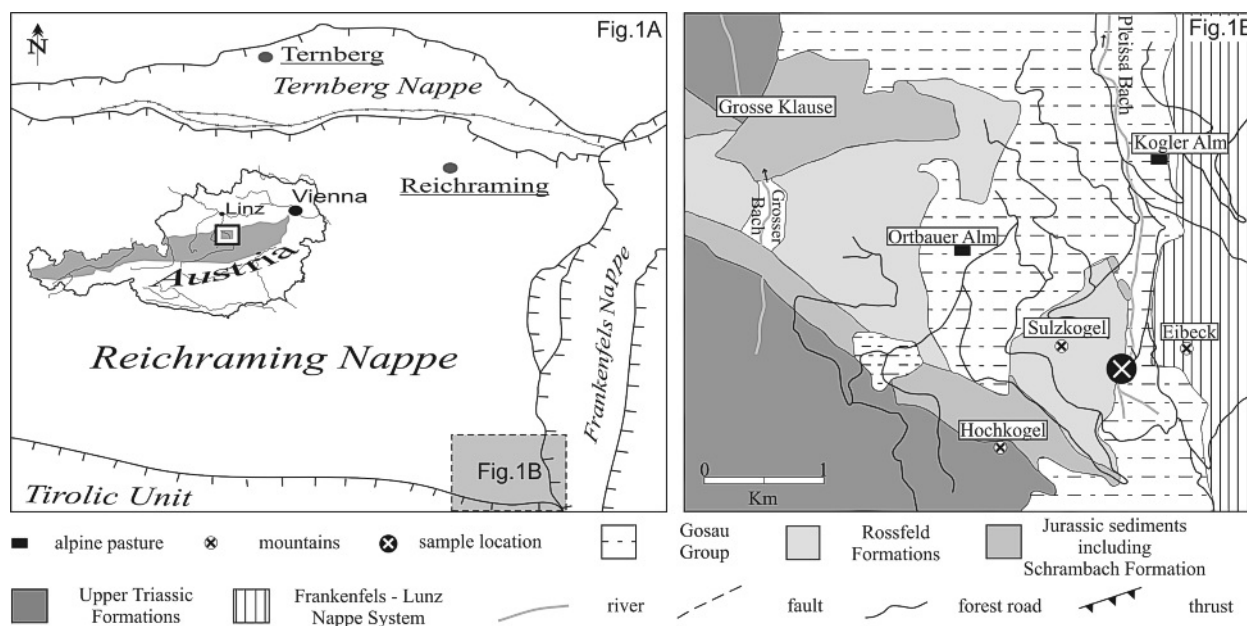 Fig.1A
N
Ternberg
Ternberg Nappe
Reichraming
Vienna
Linz
Austria
Reichraming Nappe
Frankenfels Nappe
Fig.1B
Tirolic Unit
Fig.1E
Pleissa Bach
Grosse Klause
Kogler Alm
Grosser
Bach
Ortbauer Alm
Sulzkogel
Eibeck
Hochkogel
0
1
Km
alpine pasture
mountains
sample location
Gosau
Group
Rossfeld
Formations
Jurassic sediments
including
Schrambach Formation
Upper Triassic
Formations
Frankenfels - Lunz
Nappe System
river
fault
forest road
thrust